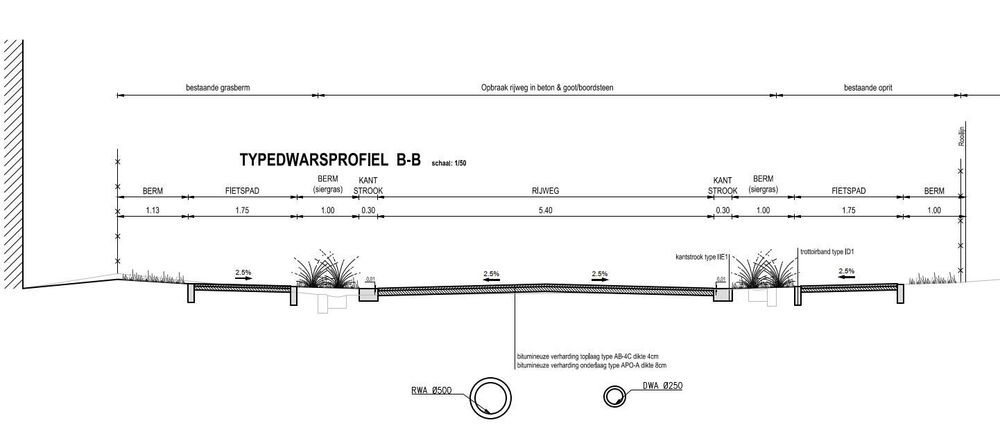 bestaande grasberm
Opbraak rijweg in beton & goot/boordsteen
bestaande oprit
Rooilijn
TYPEDWARSPROFIEL B-B schaal: 1/50
BERM
FIETSPAD
BERM
(siergras)
KANT
STROOK
RIJWEG
KANT
STROOK
BERM
(siergras)
FIETSPAD
BERM
1.13
1.75
1.00
0.30
5.40
0.30
1.00
1.75
1.00
kantstrook type IIE1
trottoirband type ID1
2.5%
0.01
2.5%
2.5%
0.01
2.5%
bitumineuze verharding toplaag type AB-4C dikte 4cm
bitumineuze verharding onderlaag type APO-A dikte 8cm
RWA Ø500
DWA Ø250